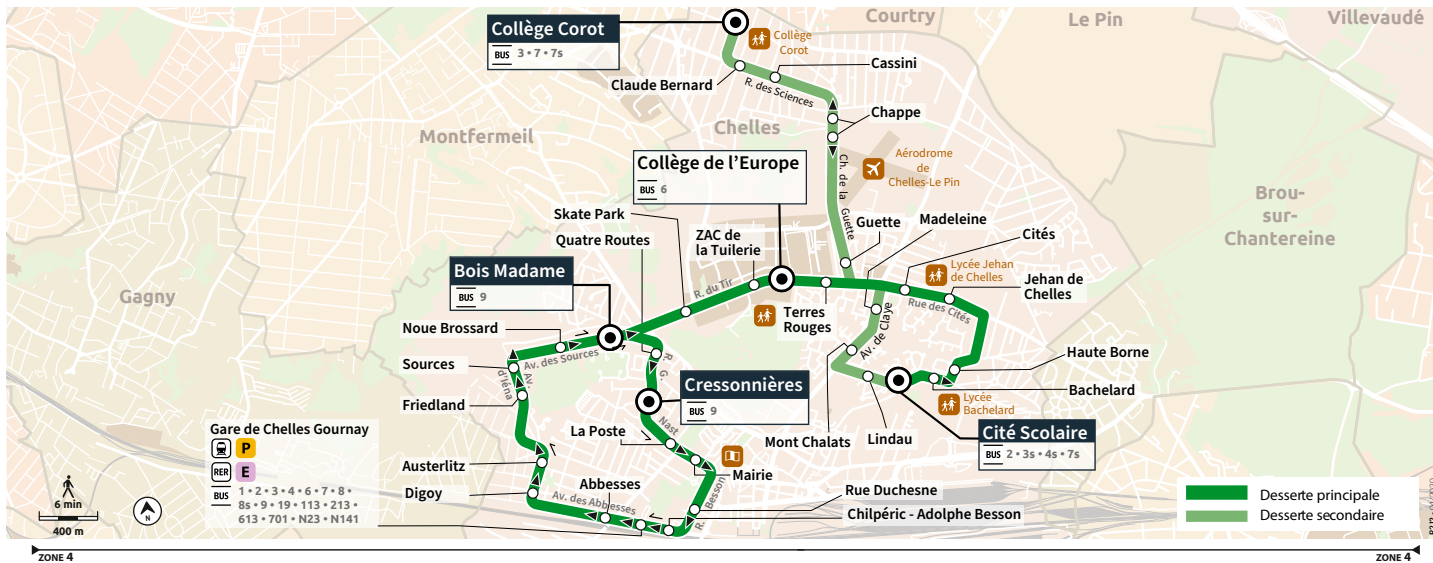 Courtry
Le Pin
Villevaudé
Collège Corot
BUS 3 • 7 • 7s
Collège
Corot
Claude Bernard
Cassini
R. des Sciences
Montfermeil
Chelles
Chappe
Collège de l'Europe
BUS 6
Ch. de la Guette
Aérodrome
de
Chelles-Le Pin
Brou-
sur-
Chantereine
Skate Park
Quatre Routes
ZAC de
la Tuilerie
Guette
Madeleine
Cités
Bois Madame
BUS 9
Gagny
R. du Tir
Lycée Jehan
de Chelles
Jehan de
Chelles
Terres
Rouges
Rue des Cités
Noue Brossard
Av. des Sources
Av. de Claye
Sources
Av.
d'Iéna
R. G. Nast
Haute Borne
Friedland
Cressonnières
BUS 9
Bachelard
Lycée
Bachelard
Gare de Chelles Gournay
P
RER E
BUS 1 • 2 • 3 • 4 • 6 • 7 • 8 •
8s • 9 • 19 • 113 • 213 •
613 • 701 • N23 • N141
La Poste
Mont Chalats
Lindau
Cité Scolaire
BUS 2 • 3s • 4s • 7s
Austerlitz
Mairie
Digoy
Abbesses
Av. des Abbesses
R. A. Besson
Rue Duchesne
Chilpéric - Adolphe Besson
6 min
400 m
N
Desserte principale
Desserte secondaire
ZONE 4
ZONE 4